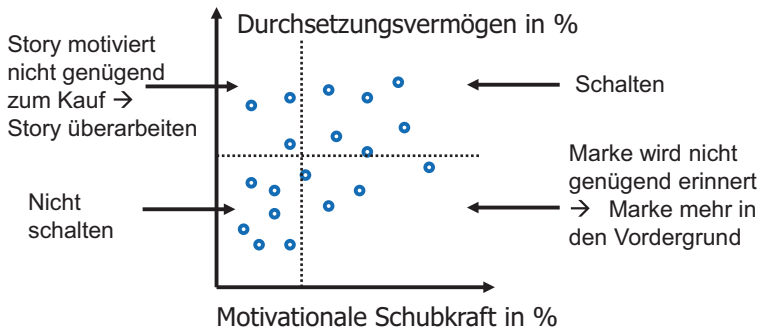 Durchsetzungsvermögen in %
Story motiviert
nicht genügend
zum Kauf →
Story überarbeiten
Schalten
Marke wird nicht
genügend erinnert
→ Marke mehr in
den Vordergrund
Nicht
schalten
Motivationale Schubkraft in %